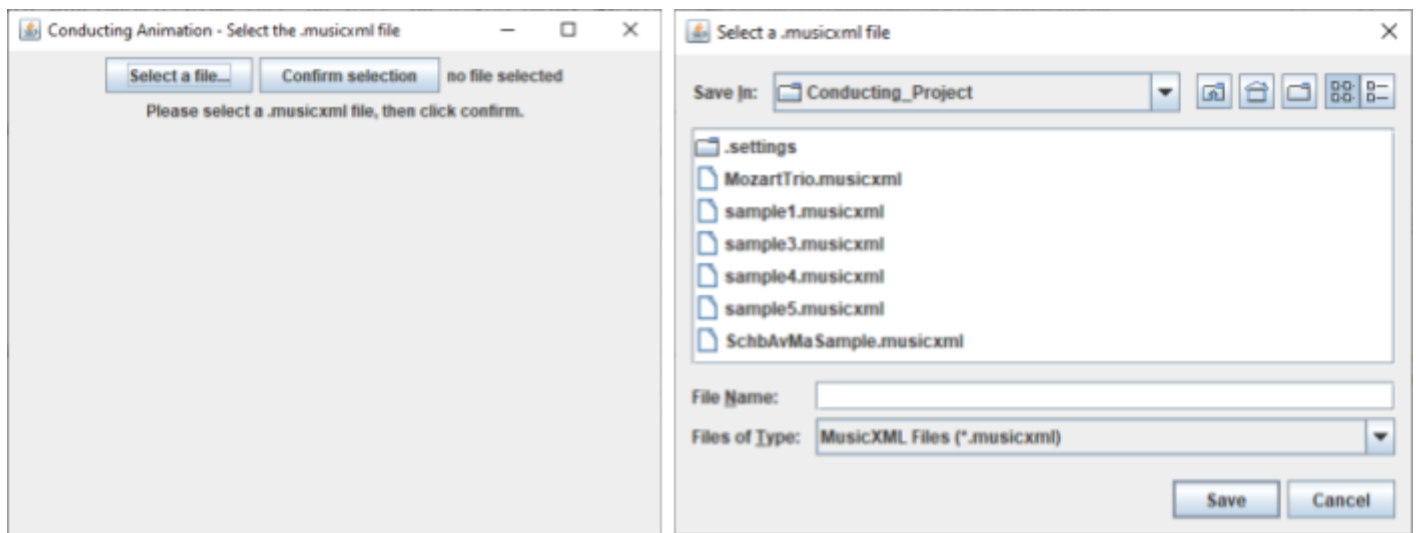 Conducting Animation - Select the .musicxml file
Select a file... Confirm selection no file selected
Please select a .musicxml file, then click confirm.
Select a .musicxml file
Save In: Conducting_Project
.settings
MozartTrio.musicxml
sample1.musicxml
sample3.musicxml
sample4.musicxml
sample5.musicxml
SchbAvMaSample.musicxml
File Name:
Files of Type: MusicXML Files (*.musicxml)
Save Cancel